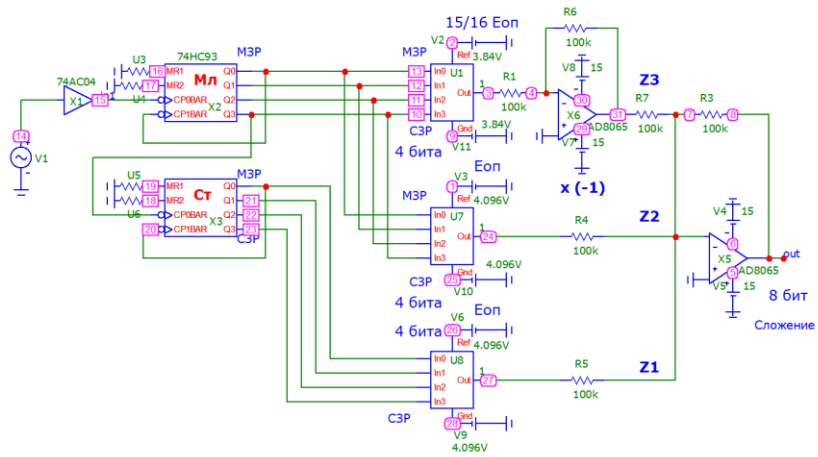 15/16 Еоп
R6
100k
V2
2
Ref
3.84V
74HC93
МЗР
МЗР
U3
16
MR1
Мл
Q0
17
MR2
Q1
74AC04
X1
15
U4
CP0BAR
Q2
X2
CP1BAR
Q3
14
V1
13
In0
U1
12
In1
11
In2
Out
1
10
In3
3
R1
100k
4
V8
15
30
X6
29
AD8065
V7
15
31
x (-1)
Z3
R7
100k
7
R3
8
100k
СЗР
9
Gnd
3.84V
V11
4 бита
Еоп
V3
1
Ref
4.096V
МЗР
U5
19
MR1
Ст
Q0
18
MR2
Q1
21
U6
CP0BAR
Q2
22
X3
20
CP1BAR
Q3
23
СЗР
МЗР
In0
U7
In1
In2
Out
1
In3
24
R4
100k
Z2
СЗР
25
Gnd
4.096V
V10
4 бита
Еоп
V4
15
6
X5
5
AD8065
V5
15
out
8 бит
Сложение
4 бита
V6
26
Ref
4.096V
In0
U8
In1
In2
Out
1
In3
27
R5
100k
Z1
СЗР
28
Gnd
V9
4.096V